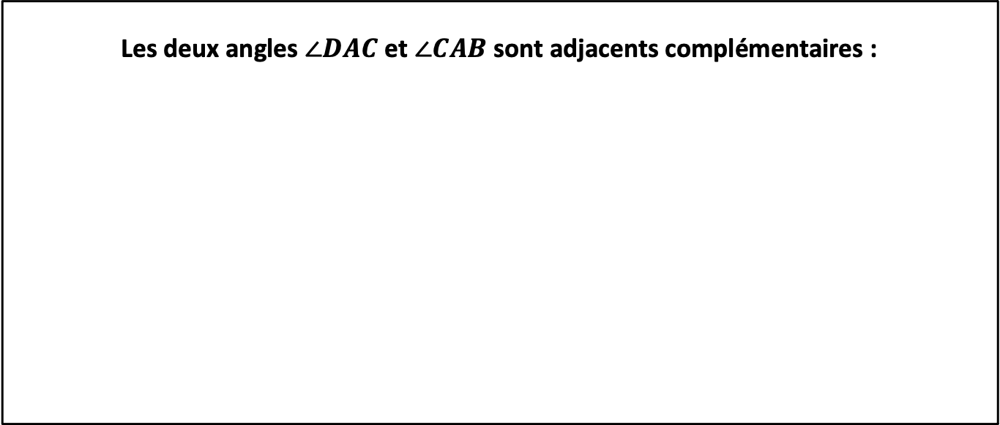 Les deux angles ∠DAC et ∠CAB sont adjacents complémentaires :